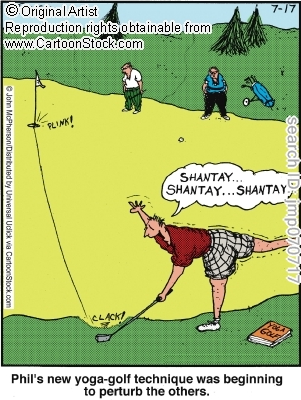 © Original Artist
Reproduction rights obtainable from
www.CartoonStock.com
7-17
© John McPherson/Distributed by Universal Uclick via CartoonStock.com
PLINK!
SHANTAY...
SHANTAY...SHANTAY.
search ID: jmp070717
CLACK!
YOGA
GOLF
Phil's new yoga-golf technique was beginning
to perturb the others.